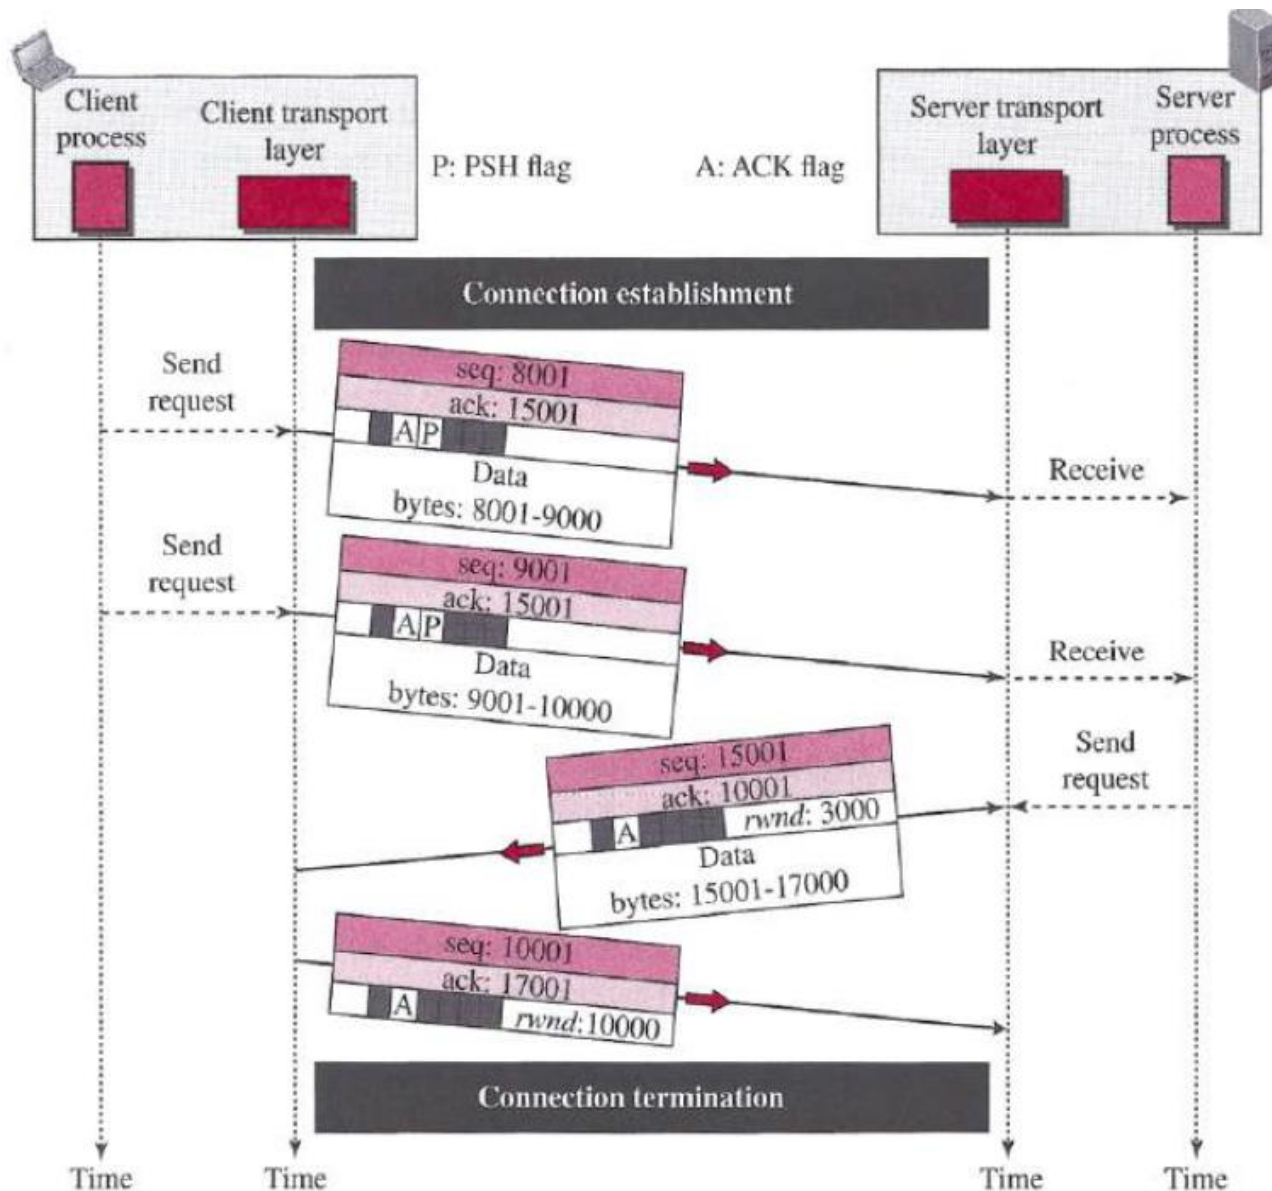 Client
process
Client transport
layer
P: PSH flag
A: ACK flag
Server transport
layer
Server
process
Connection establishment
Send
request
seq: 8001
ack: 15001
A P
Data
bytes: 8001-9000
Receive
Send
request
seq: 9001
ack: 15001
A P
Data
bytes: 9001-10000
Receive
Send
request
seq: 15001
ack: 10001
A
rwnd: 3000
Data
bytes: 15001-17000
seq: 10001
ack: 17001
A
rwnd:10000
Connection termination
Time
Time
Time
Time